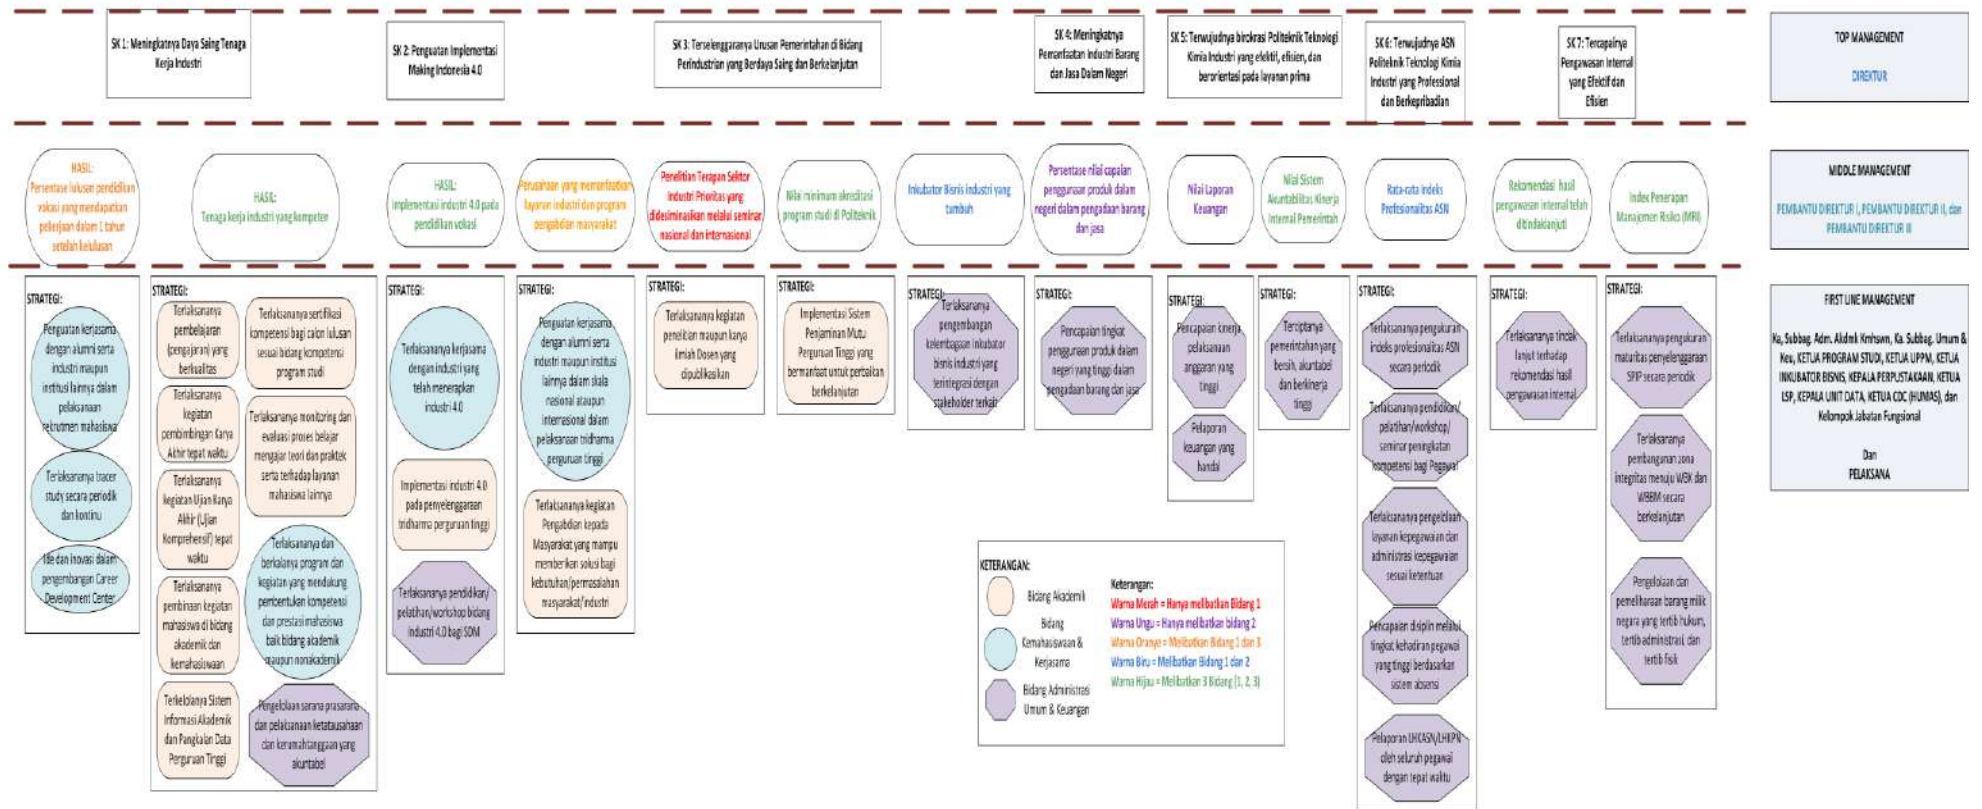 SK 1: Meningkatnya Daya Saing Tenaga
Kerja Industri
SK 2: Penguatan Implementasi
Making Indonesia 4.0
SK 3: Terselenggaranya Urusan Pemerintahan di Bidang
Perindustrian yang Berdaya Saing dan Berkelanjutan
SK 4: Meningkatnya
Pemanfaatan Industri Barang
dan Jasa Dalam Negeri
SK 5: Terwujudnya birokrasi Politeknik Teknologi
Kimia Industri yang efektif, efisien, dan
berorientasi pada layanan prima
SK 6: Terwujudnya ASN
Politeknik Teknologi Kimia
Industri yang Professional
dan Berkepribadian
SK 7: Tercapainya
Pengawasan Internal
yang Efektif dan
Efisien
TOP MANAGEMENT
DIREKTUR
HASIL:
Persentase lulusan pendidikan
vokasi yang mendapatkan
pekerjaan dalam 1 tahun
setelah kelulusan
HASIL:
Tenaga kerja industri yang kompeten
HASIL:
Implementasi industri 4.0 pada
pendidikan vokasi
Perusahaan yang memanfaatkan
layanan industri dan program
pengabdian masyarakat
Penelitian Terapan Sektor
Industri Prioritas yang
didesiminasikan melalui seminar
nasional dan internasional
Nilai minimum akreditasi
program studi di Politeknik
Inkubator Bisnis industri yang
tumbuh
Persentase nilai capaian
penggunaan produk dalam
negeri dalam pengadaan barang
dan jasa
Nilai Laporan
Keuangan
Nilai Sistem
Akuntabilitas Kinerja
Internal Pemerintah
Rata-rata Indeks
Profesionalitas ASN
Rekomendasi hasil
pengawasan internal telah
ditindaklanjuti
Index Penerapan
Manajemen Risiko (MRI)
MIDDLE MANAGEMENT
PEMBANTU DIREKTUR I, PEMBANTU DIREKTUR II, dan
PEMBANTU DIREKTUR III
STRATEGI:
Penguatan kerjasama
dengan alumni serta
industri maupun
institusi lainnya dalam
pelaksanaan
rekrutmen mahasiswa
Terlaksananya tracer
study secara periodik
dan kontinu
Ide dan inovasi dalam
pengembangan Career
Development Center
STRATEGI:
Terlaksananya
pembelajaran
(pengajaran) yang
berkualitas
Terlaksananya
kegiatan
pembimbingan Karya
Akhir tepat waktu
Terlaksananya
kegiatan Ujian Karya
Akhir (Ujian
Komprehensif) tepat
waktu
Terlaksananya
pembinaan kegiatan
mahasiswa di bidang
akademik dan
kemahasiswaan
Terkelolanya Sistem
Informasi Akademik
dan Pangkalan Data
Perguruan Tinggi
Terlaksananya sertifikasi
kompetensi bagi calon lulusan
sesuai bidang kompetensi
program studi
Terlaksananya monitoring dan
evaluasi proses belajar
mengajar teori dan praktek
serta terhadap layanan
mahasiswa lainnya
Terlaksananya dan
berkalanya program dan
kegiatan yang mendukung
pembentukan kompetensi
dan prestasi mahasiswa
baik bidang akademik
maupun nonakademik
Pengelolaan sarana prasarana
dan pelaksanaan ketatausahaan
dan kerumahtanggaan yang
akuntabel
STRATEGI:
Terlaksananya kerjasama
dengan industri yang
telah menerapkan
industri 4.0
Implementasi industri 4.0
pada penyelenggaraan
tridharma perguruan tinggi
Terlaksananya pendidikan/
pelatihan/workshop bidang
Industri 4.0 bagi SDM
STRATEGI:
Penguatan kerjasama
dengan alumni serta
industri maupun institusi
lainnya dalam skala
nasional ataupun
internasional dalam
pelaksanaan tridharma
perguruan tinggi
Terlaksananya kegiatan
Pengabdian kepada
Masyarakat yang mampu
memberikan solusi bagi
kebutuhan/permasalahan
masyarakat/industri
STRATEGI:
Terlaksananya kegiatan
penelitian maupun karya
ilmiah Dosen yang
dipublikasikan
STRATEGI:
Implementasi Sistem
Penjaminan Mutu
Perguruan Tinggi yang
bermanfaat untuk perbaikan
berkelanjutan
STRATEGI:
Terlaksananya
pengembangan
kelembagaan inkubator
bisnis industri yang
terintegrasi dengan
stakeholder terkait
STRATEGI:
Pencapaian tingkat
penggunaan produk dalam
negeri yang tinggi dalam
pengadaan barang dan jasa
STRATEGI:
Pencapaian kinerja
pelaksanaan
anggaran yang
tinggi
Pelaporan
keuangan yang
handal
STRATEGI:
Terciptanya
pemerintahan yang
bersih, akuntabel
dan berkinerja
tinggi
STRATEGI:
Terlaksananya pengukuran
indeks profesionalitas ASN
secara periodik
Terlaksananya pendidikan/
pelatihan/workshop/
seminar peningkatan
kompetensi bagi Pegawai
Terlaksananya pengelolaan
layanan kepegawaian dan
administrasi kepegawaian
sesuai ketentuan
Pencapaian disiplin melalui
tingkat kehadiran pegawai
yang tinggi berdasarkan
sistem absensi
Pelaporan LHKASN/LHKPN
oleh seluruh pegawai
dengan tepat waktu
STRATEGI:
Terlaksananya tindak
lanjut terhadap
rekomendasi hasil
pengawasan internal
STRATEGI:
Terlaksananya pengukuran
maturitas penyelenggaraan
SPIP secara periodik
Terlaksananya
pembangunan zona
integritas menuju WBK dan
WBBM secara
berkelanjutan
Pengelolaan dan
pemeliharaan barang milik
negara yang tertib hukum,
tertib administrasi, dan
tertib fisik
FIRST LINE MANAGEMENT
Ka. Subbag. Adm. Akdmk Kmhswn, Ka. Subbag. Umum &
Keu, KETUA PROGRAM STUDI, KETUA UPPM, KETUA
INKUBATOR BISNIS, KEPALA PERPUSTAKAAN, KETUA
LSP, KEPALA UNIT DATA, KETUA CDC (HUMAS), dan
Kelompok Jabatan Fungsional
Dan
PELAKSANA
KETERANGAN:
Bidang Akademik
Bidang
Kemahasiswaan &
Kerjasama
Bidang Administrasi
Umum & Keuangan
Keterangan:
Warna Merah = Hanya melibatkan Bidang 1
Warna Ungu = Hanya melibatkan bidang 2
Warna Oranye = Melibatkan Bidang 1 dan 3
Warna Biru = Melibatkan Bidang 1 dan 2
Warna Hijau = Melibatkan 3 Bidang (1, 2, 3)